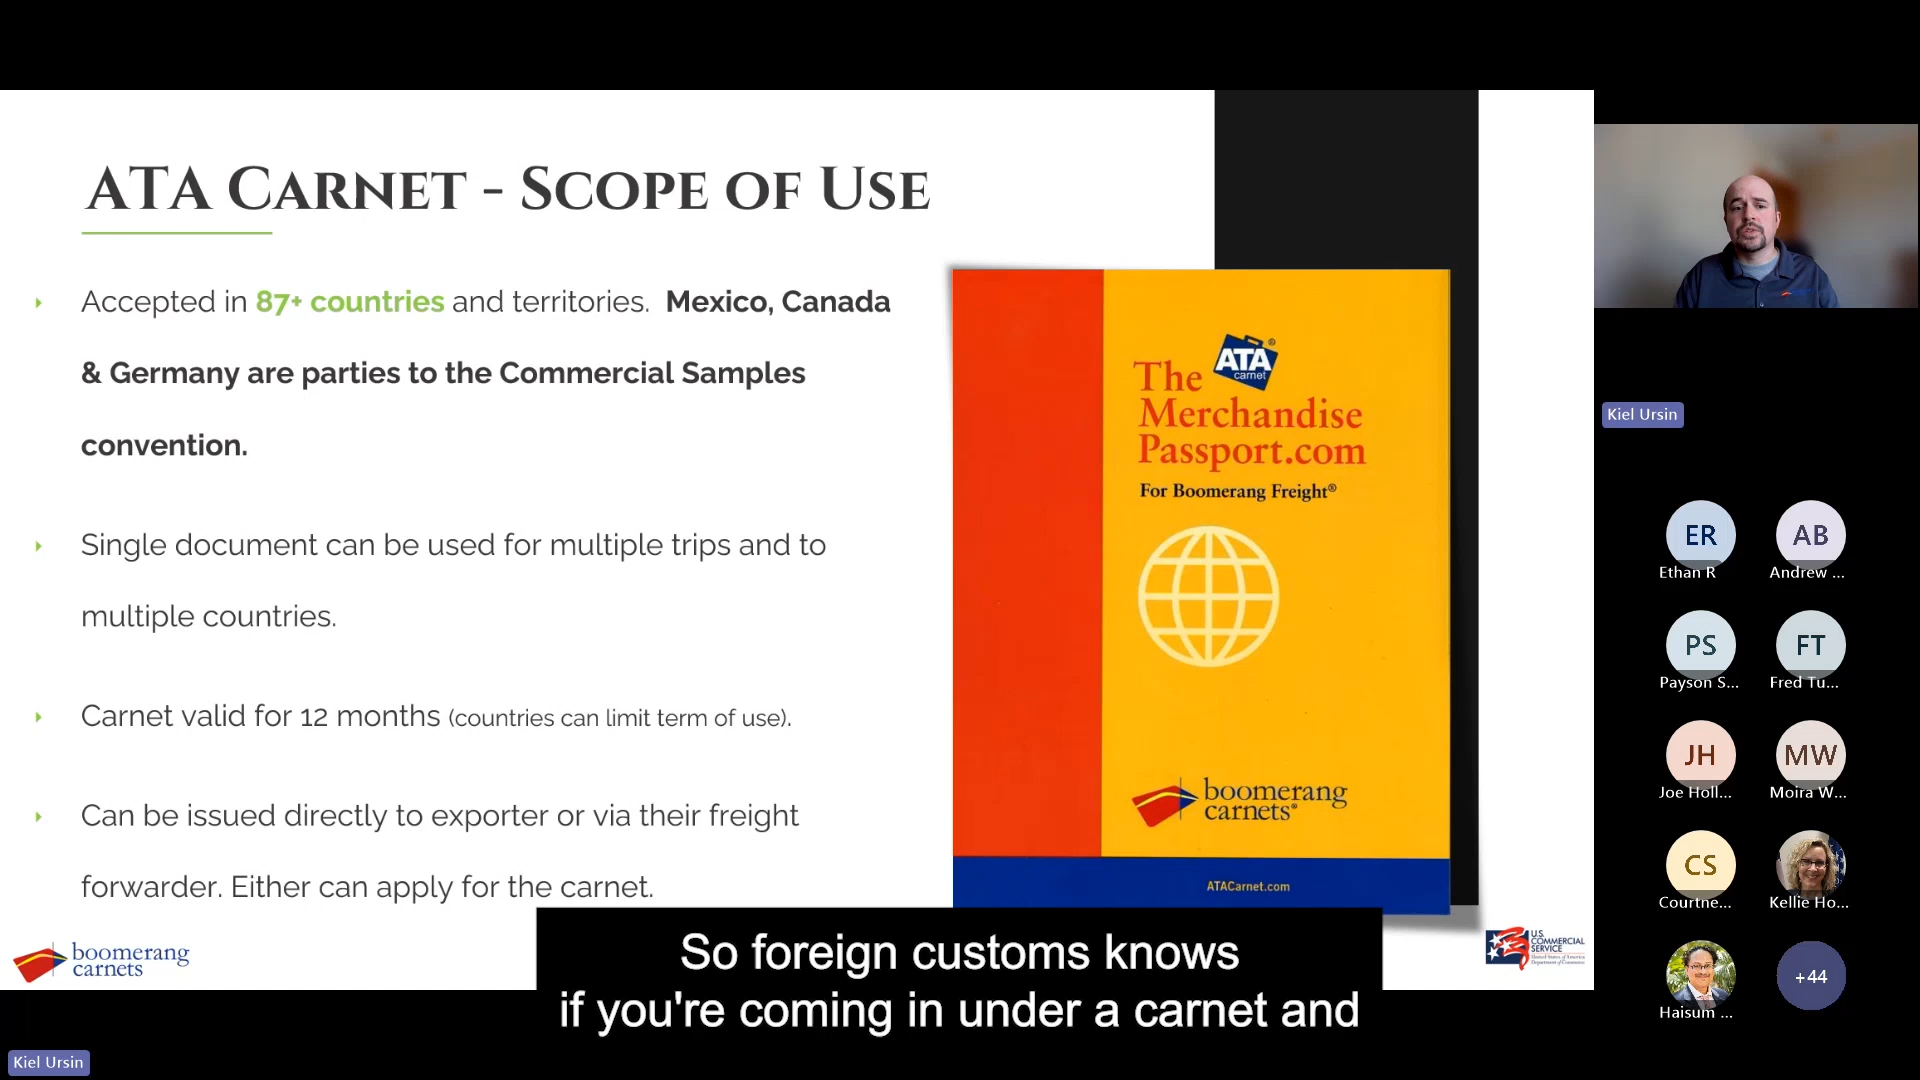 ATA Carnet - Scope of Use
Accepted in 87+ countries and territories. Mexico, Canada
& Germany are parties to the Commercial Samples
convention.
Single document can be used for multiple trips and to
multiple countries.
Carnet valid for 12 months (countries can limit term of use).
Can be issued directly to exporter or via their freight
forwarder. Either can apply for the carnet.
ATA
carnet
®
The
Merchandise
Passport.com
For Boomerang Freight®
boomerang
carnets®
ATACarnet.com
boomerang
carnets
U.S.
COMMERCIAL
SERVICE
United States of America
Department of Commerce
So foreign customs knows
if you're coming in under a carnet and
Kiel Ursin
Kiel Ursin
ER
Ethan R
AB
Andrew ...
PS
Payson S...
FT
Fred Tu...
JH
Joe Holl...
MW
Moira W...
CS
Courtne...
Kellie Ho...
Haisum ...
+44